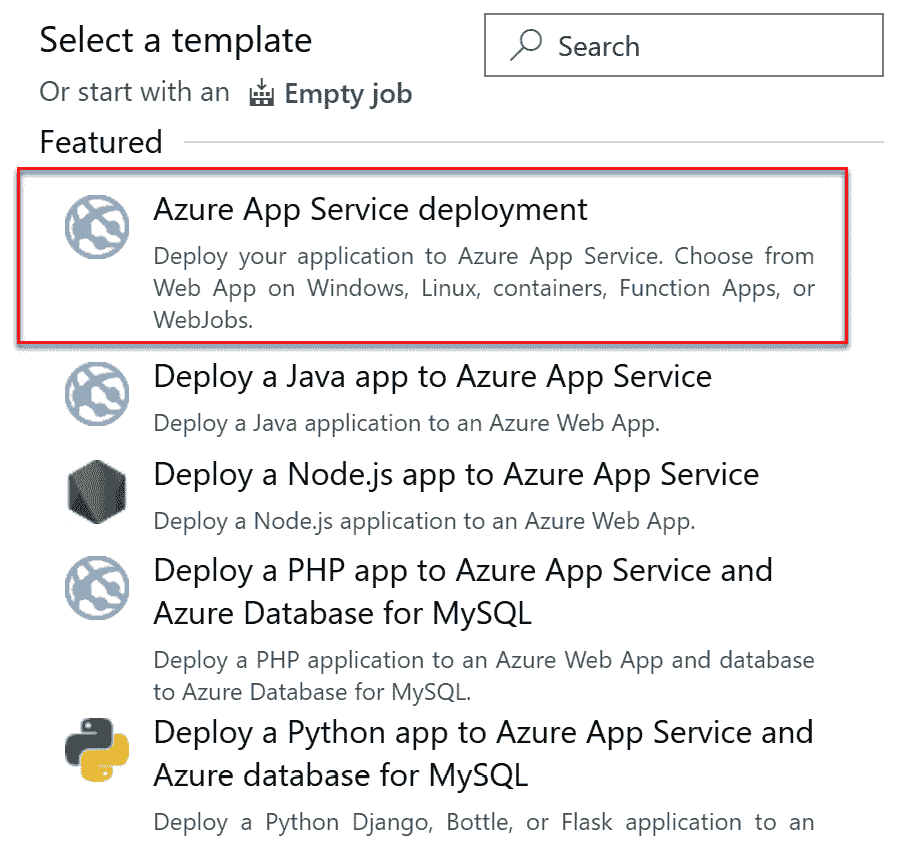 Select a template
Search
Or start with an Empty job
Featured
Azure App Service deployment
Deploy your application to Azure App Service. Choose from
Web App on Windows, Linux, containers, Function Apps, or
WebJobs.
Deploy a Java app to Azure App Service
Deploy a Java application to an Azure Web App.
Deploy a Node.js app to Azure App Service
Deploy a Node.js application to an Azure Web App.
Deploy a PHP app to Azure App Service and
Azure Database for MySQL
Deploy a PHP application to an Azure Web App and database
to Azure Database for MySQL.
Deploy a Python app to Azure App Service and
Azure database for MySQL
Deploy a Python Django, Bottle, or Flask application to an